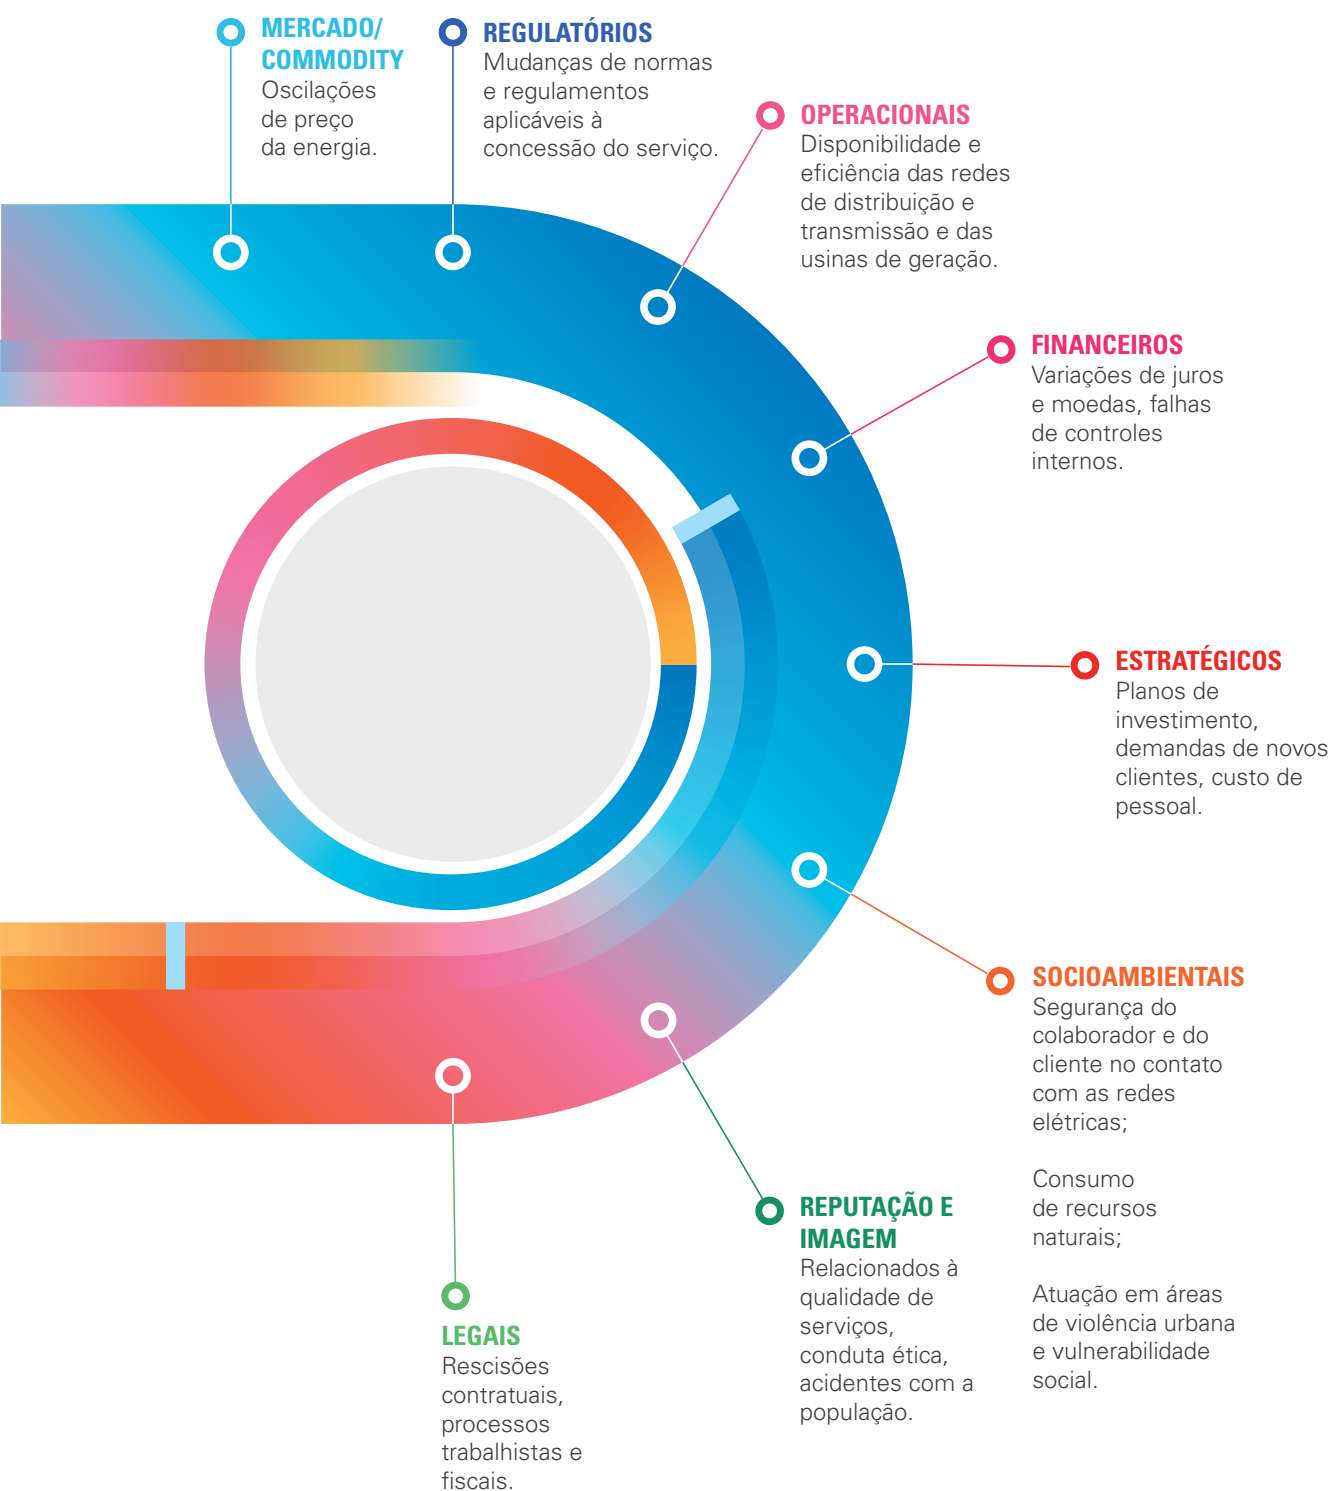 MERCADO/
COMMODITY
Oscilações
de preço
da energia.
REGULATÓRIOS
Mudanças de normas
e regulamentos
aplicáveis à
concessão do serviço.
OPERACIONAIS
Disponibilidade e
eficiência das redes
de distribuição e
transmissão e das
usinas de geração.
FINANCEIROS
Variações de juros
e moedas, falhas
de controles
internos.
ESTRATÉGICOS
Planos de
investimento,
demandas de novos
clientes, custo de
pessoal.
SOCIOAMBIENTAIS
Segurança do
colaborador e do
cliente no contato
com as redes
elétricas;
Consumo
de recursos
naturais;
Atuação em áreas
de violência urbana
e vulnerabilidade
social.
REPUTAÇÃO E
IMAGEM
Relacionados à
qualidade de
serviços,
conduta ética,
acidentes com a
população.
LEGAIS
Rescisões
contratuais,
processos
trabalhistas e
fiscais.